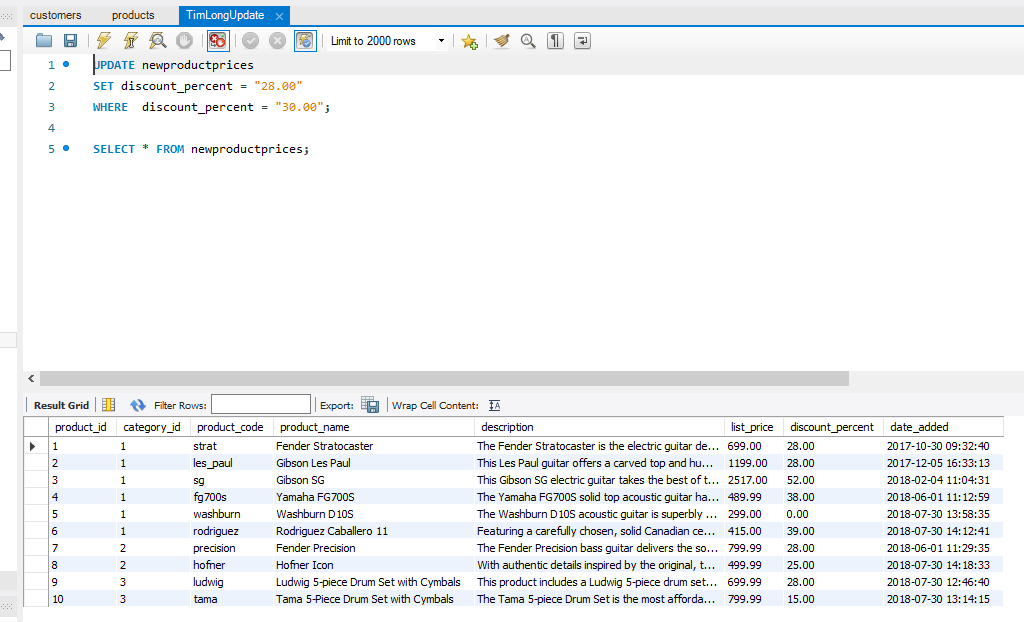 customers products TimLongUpdate
Limit to 2000 rows
1 UPDATE newproductprices
2 SET discount_percent = "28.00"
3 WHERE  discount_percent = "30.00";
4
5 SELECT * FROM newproductprices;
Result Grid Filter Rows: Export: Wrap Cell Content:
product_id category_id product_code product_name description list_price discount_percent date_added
1 1 strat Fender Stratocaster The Fender Stratocaster is the electric guitar de... 699.00 28.00 2017-10-30 09:32:40
2 1 les_paul Gibson Les Paul This Les Paul guitar offers a carved top and hu... 1199.00 28.00 2017-12-05 16:33:13
3 1 sg Gibson SG This Gibson SG electric guitar takes the best of t... 2517.00 52.00 2018-02-04 11:04:31
4 1 fg700s Yamaha FG700S The Yamaha FG700S solid top acoustic guitar ha... 489.99 38.00 2018-06-01 11:12:59
5 1 washburn Washburn D10S The Washburn D10S acoustic guitar is superbly ... 299.00 0.00 2018-07-30 13:58:35
6 1 rodriguez Rodriguez Caballero 11 Featuring a carefully chosen, solid Canadian ce... 415.00 39.00 2018-07-30 14:12:41
7 2 precision Fender Precision The Fender Precision bass guitar delivers the so... 799.99 28.00 2018-06-01 11:29:35
8 2 hofner Hofner Icon With authentic details inspired by the original, t... 499.99 25.00 2018-07-30 14:18:33
9 3 ludwig Ludwig 5-piece Drum Set with Cymbals This product includes a Ludwig 5-piece drum set... 699.99 28.00 2018-07-30 12:46:40
10 3 tama Tama 5-Piece Drum Set with Cymbals The Tama 5-piece Drum Set is the most afforda... 799.99 15.00 2018-07-30 13:14:15